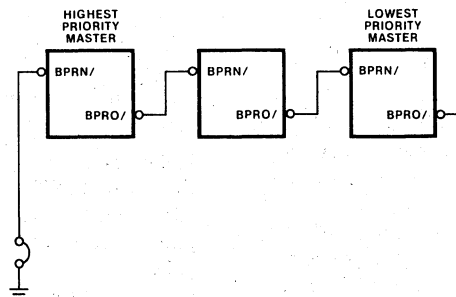 HIGHEST
PRIORITY
MASTER
LOWEST
PRIORITY
MASTER
BPRN/
BPRO/
BPRN/
BPRO/
BPRN/
BPRO/